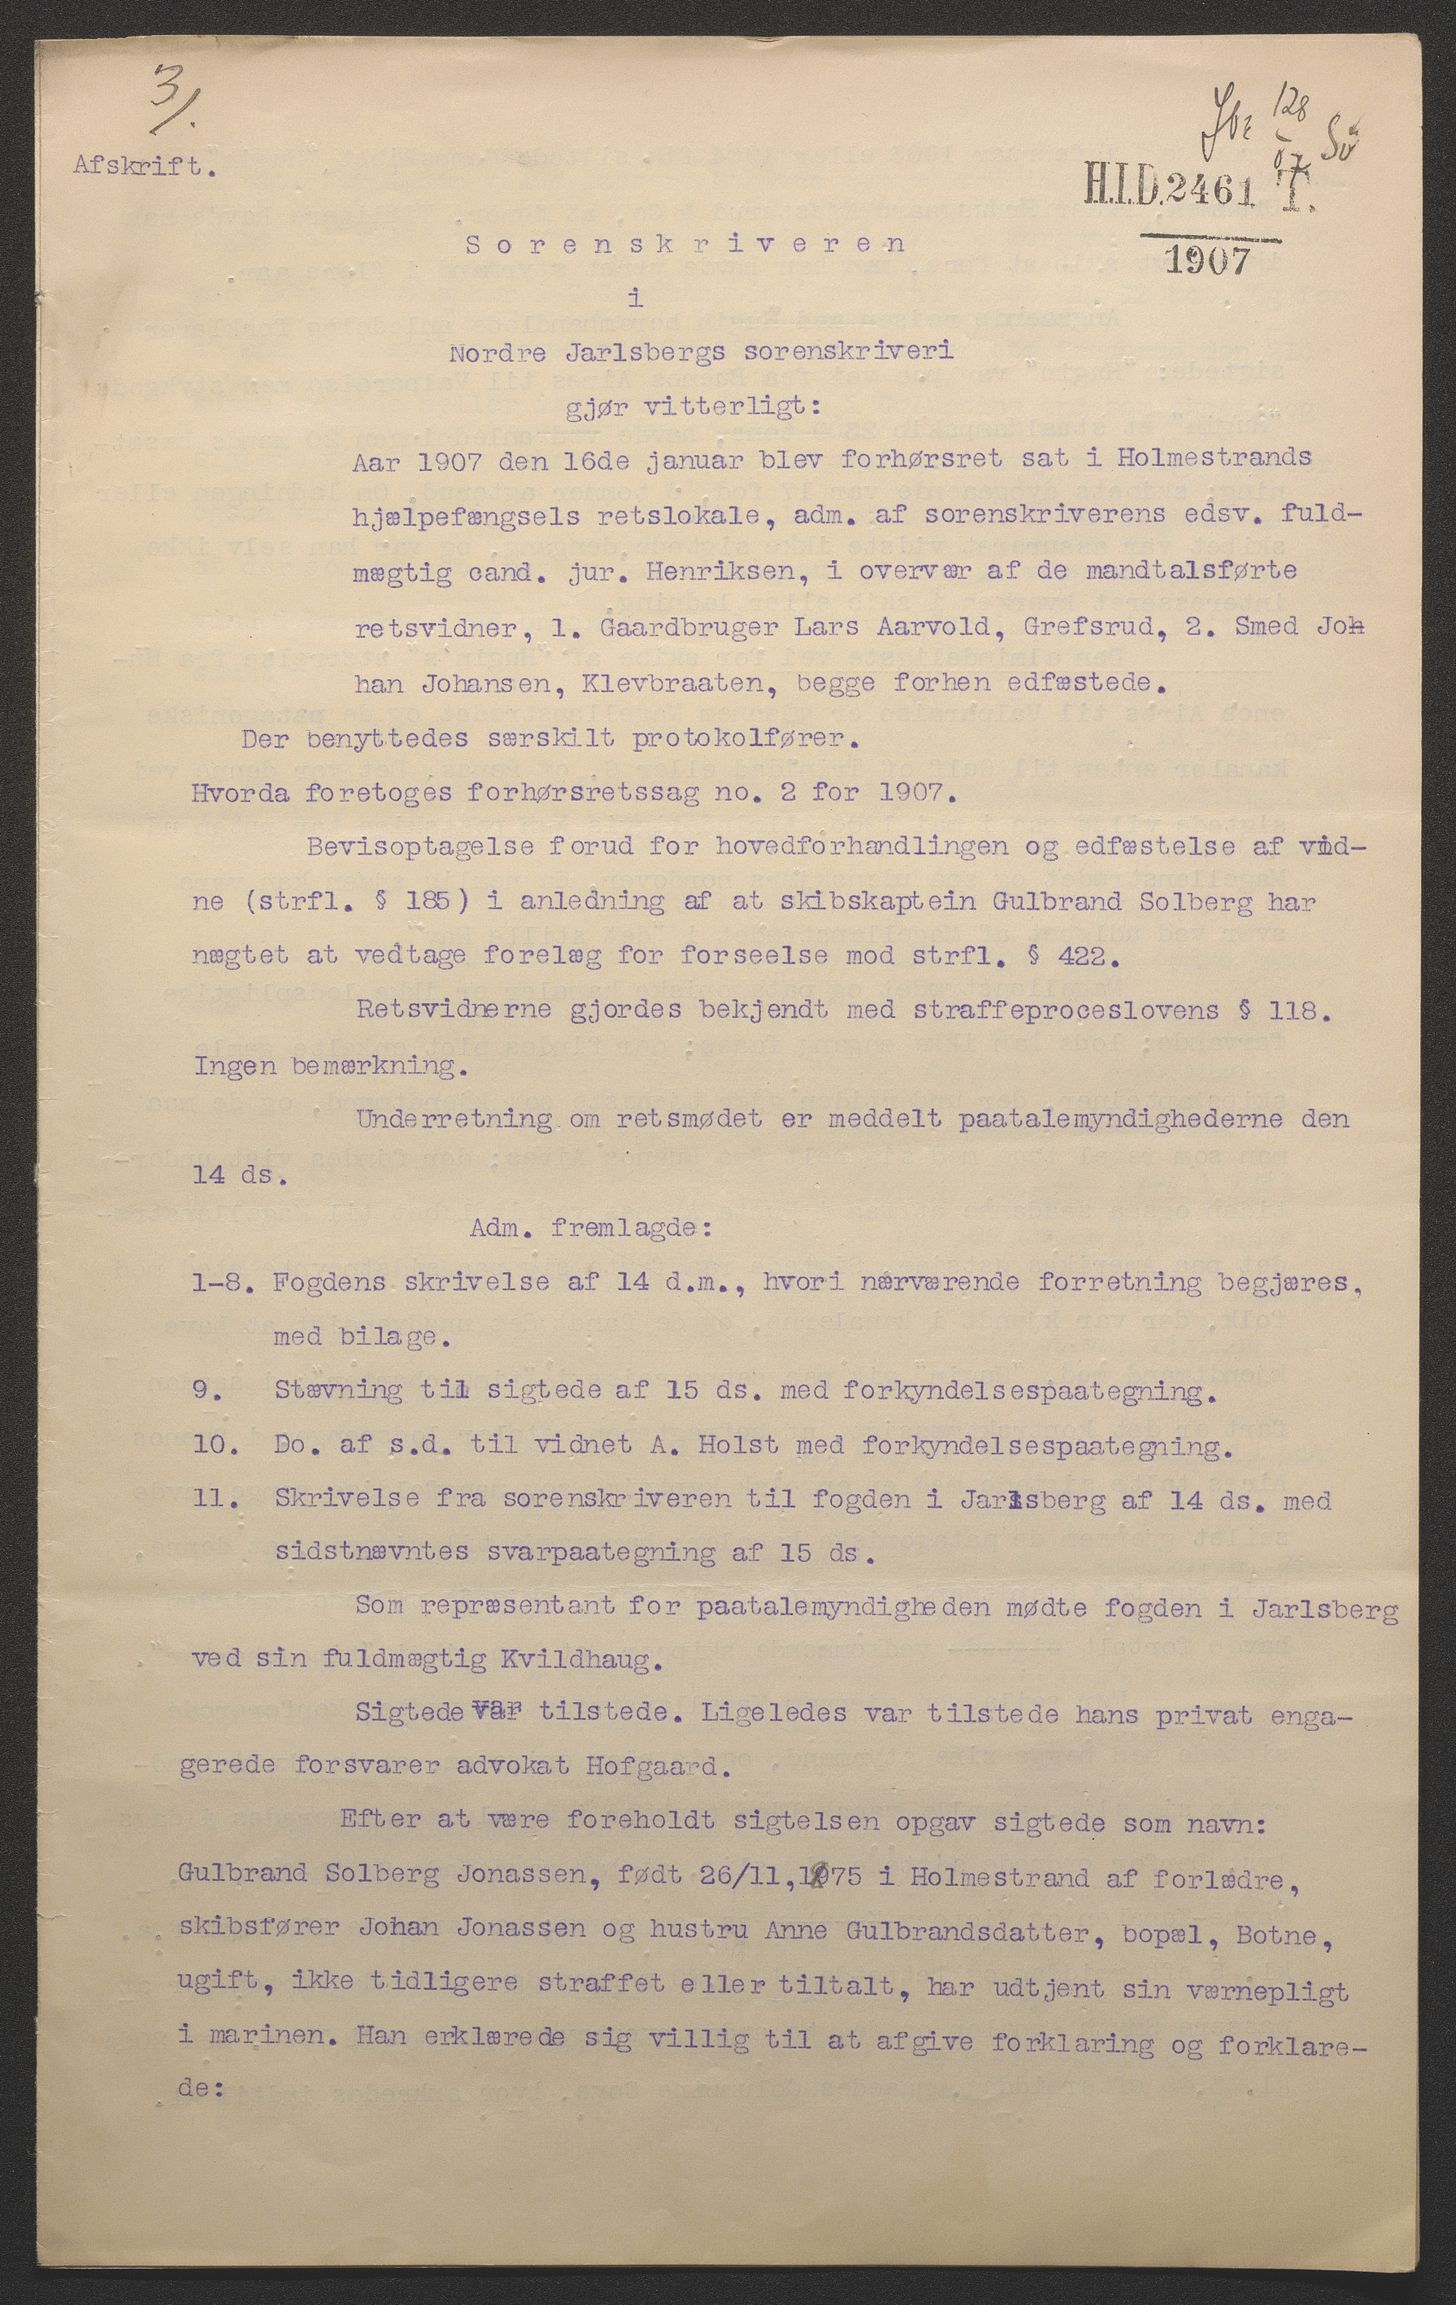 3/.
128
07
Afskrift.
H.I.D. 2461 T.
1907
Sorenskriveren
i
Nordre Jarlsbergs sorenskriveri
gjør vitterligt:
Aar 1907 den 16de januar blev forhørsret sat i Holmestrands
hjælpefængsels retslokale, adm. af sorenskriverens edsv. fuld-
mægtig cand. jur. Henriksen, i overvær af de mandtalsførte
retsvidner, 1. Gaardbruger Lars Aarvold, Grefsrud, 2. Smed Joh
han Johansen, Klevbraaten, begge forhen edfæstede.
Der benyttedes særskilt protokolfører.
Hvorda foretoges forhørsretssag no. 2 for 1907.
Bevisoptagelse forud for hovedforhandlingen og edfæstelse af vid-
ne (strfl. § 185) i anledning af at skibskaptein Gulbrand Solberg har
nægtet at vedtage forelæg for forseelse mod strfl. § 422.
Retsvidnerne gjordes bekjendt med straffeproceslovens § 118.
Ingen bemærkning.
Underretning om retsmødet er meddelt paatalemyndighederne den
14 ds.
Adm. fremlagde:
1-8. Fogdens skrivelse af 14 d.m., hvori nærværende forretning begjæres,
med bilage.
9. Stævning til sigtede af 15 ds. med forkyndelsespaategning.
10. Do. af s.d. til vidnet A. Holst med forkyndelsespaategning.
11. Skrivelse fra sorenskriveren til fogden i Jarlsberg af 14 ds. med
sidstnævntes svarpaategning af 15 ds.
Som repræsentant for paatalemyndigheden mødte fogden i Jarlsberg
ved sin fuldmægtig Kvildhaug.
Sigtede var tilstede. Ligeledes var tilstede hans privat enga-
gerede forsvarer advokat Hofgaard.
Efter at være foreholdt sigtelsen opgav sigtede som navn:
Gulbrand Solberg Jonassen, født 26/11,1875 i Holmestrand af forlædre,
skibsfører Johan Jonassen og hustru Anne Gulbrandsdatter, bopæl, Botne,
ugift, ikke tidligere straffet eller tiltalt, har udtjent sin værnepligt
i marinen. Han erklærede sig villig til at afgive forklaring og forklare-
de: